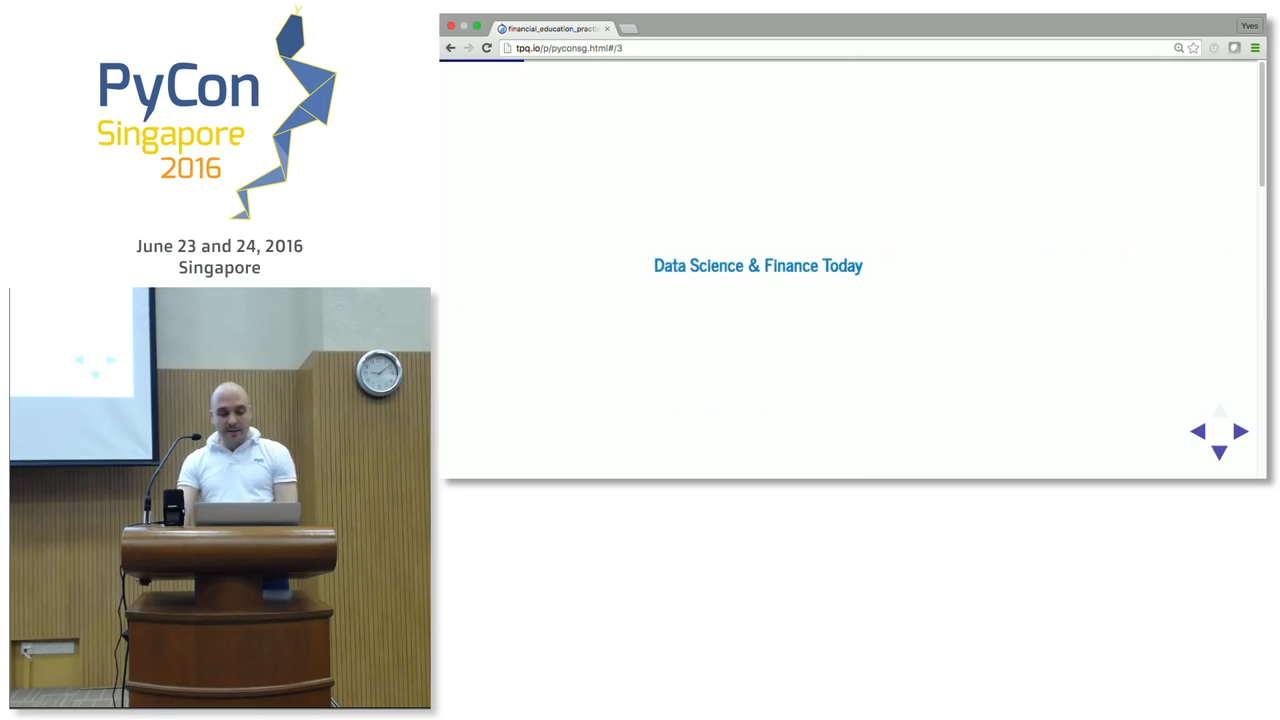 PyCon
Singapore
2016
June 23 and 24, 2016
Singapore
financial_education_practi
Yves
tpq.io/p/pyconsg.html#/3
Data Science & Finance Today